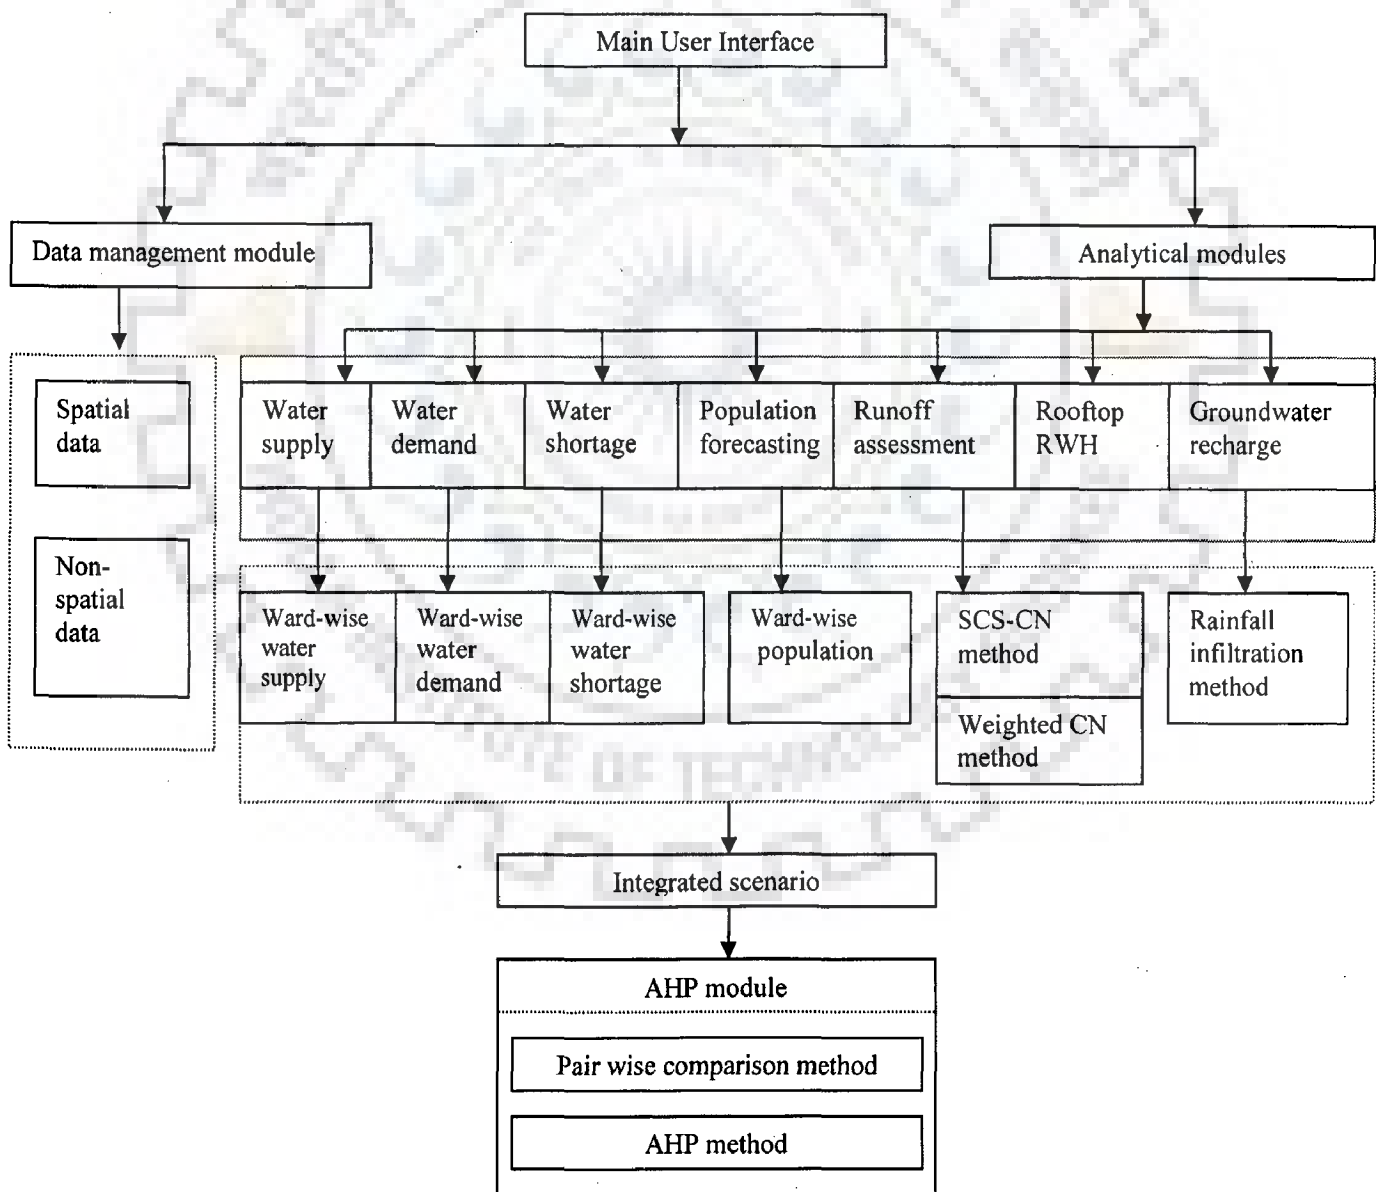 Main User Interface
Data management module
Analytical modules
Spatial
data
Non-
spatial
data
Water
supply
Water
demand
Water
shortage
Population
forecasting
Runoff
assessment
Rooftop
RWH
Groundwater
recharge
Ward-wise
water
supply
Ward-wise
water
demand
Ward-wise
water
shortage
Ward-wise
population
SCS-CN
method
Weighted CN
method
Rainfall
infiltration
method
OF TECHNO
Integrated scenario
AHP module
Pair wise comparison method
AHP method